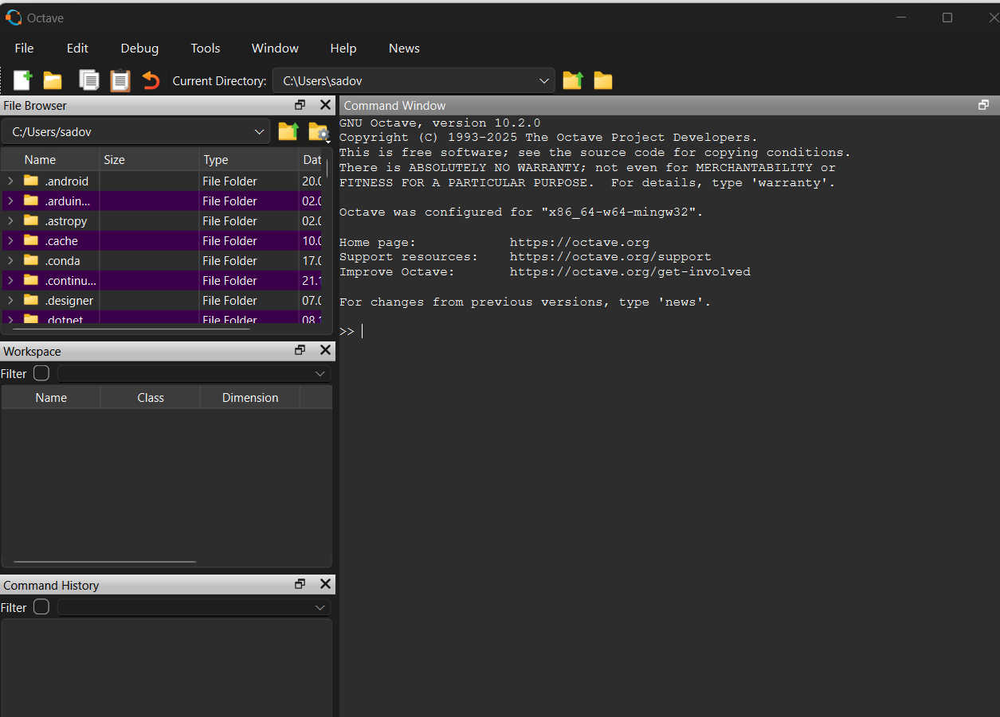 Octave
File Edit Debug Tools Window Help News
Current Directory: C:\Users\sadov
File Browser
C:/Users/sadov
Name Size Type Dat
.android File Folder 20.0
.arduin... File Folder 02.0
.astropy File Folder 02.0
.cache File Folder 10.0
.conda File Folder 17.0
.continu... File Folder 21.1
.designer File Folder 07.0
.dotnet File Folder 08.1
Workspace
Filter
Name Class Dimension
Command History
Filter
Command Window
GNU Octave, version 10.2.0
Copyright (C) 1993-2025 The Octave Project Developers.
This is free software; see the source code for copying conditions.
There is ABSOLUTELY NO WARRANTY; not even for MERCHANTABILITY or
FITNESS FOR A PARTICULAR PURPOSE.  For details, type 'warranty'.
Octave was configured for "x86_64-w64-mingw32".
Home page: https://octave.org
Support resources: https://octave.org/support
Improve Octave: https://octave.org/get-involved
For changes from previous versions, type 'news'.
>>